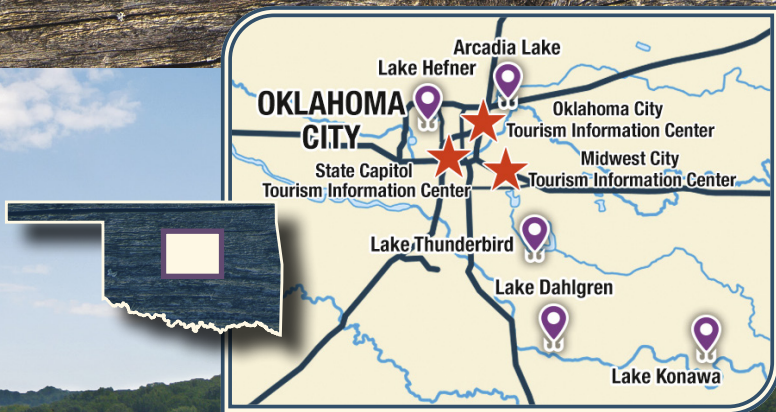 Arcadia Lake
Lake Hefner
OKLAHOMA
CITY
Oklahoma City
Tourism Information Center
State Capitol
Tourism Information Center
Midwest City
Tourism Information Center
Lake Thunderbird
Lake Dahlgren
Lake Konawa